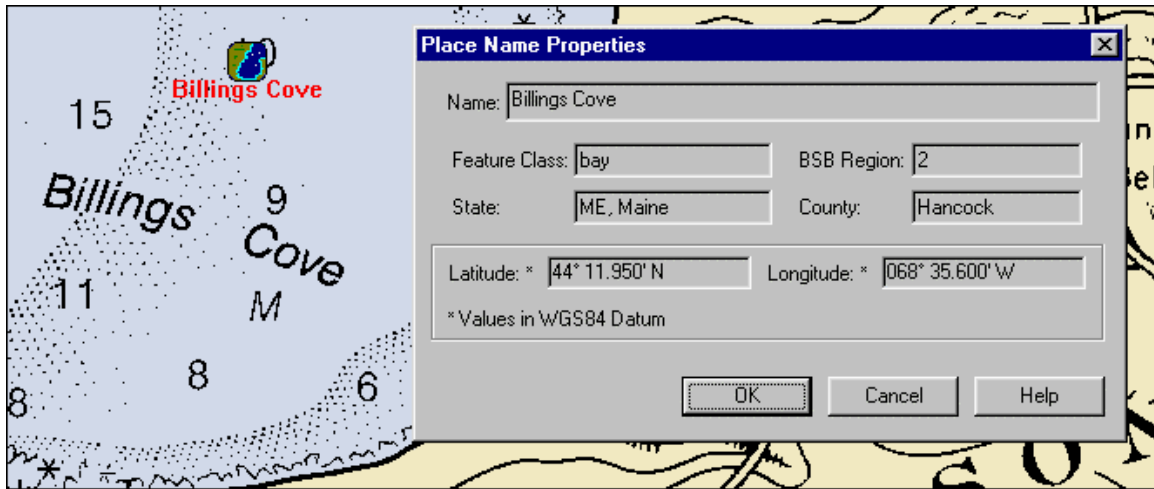 Billings Cove
15
Billings
9
Cove
11
M
8
8
6
Place Name Properties
Name: Billings Cove
Feature Class: bay BSB Region: 2
State: ME, Maine County: Hancock
Latitude: * 44° 11.950' N Longitude: * 068° 35.600' W
* Values in WGS84 Datum
OK Cancel Help
S O